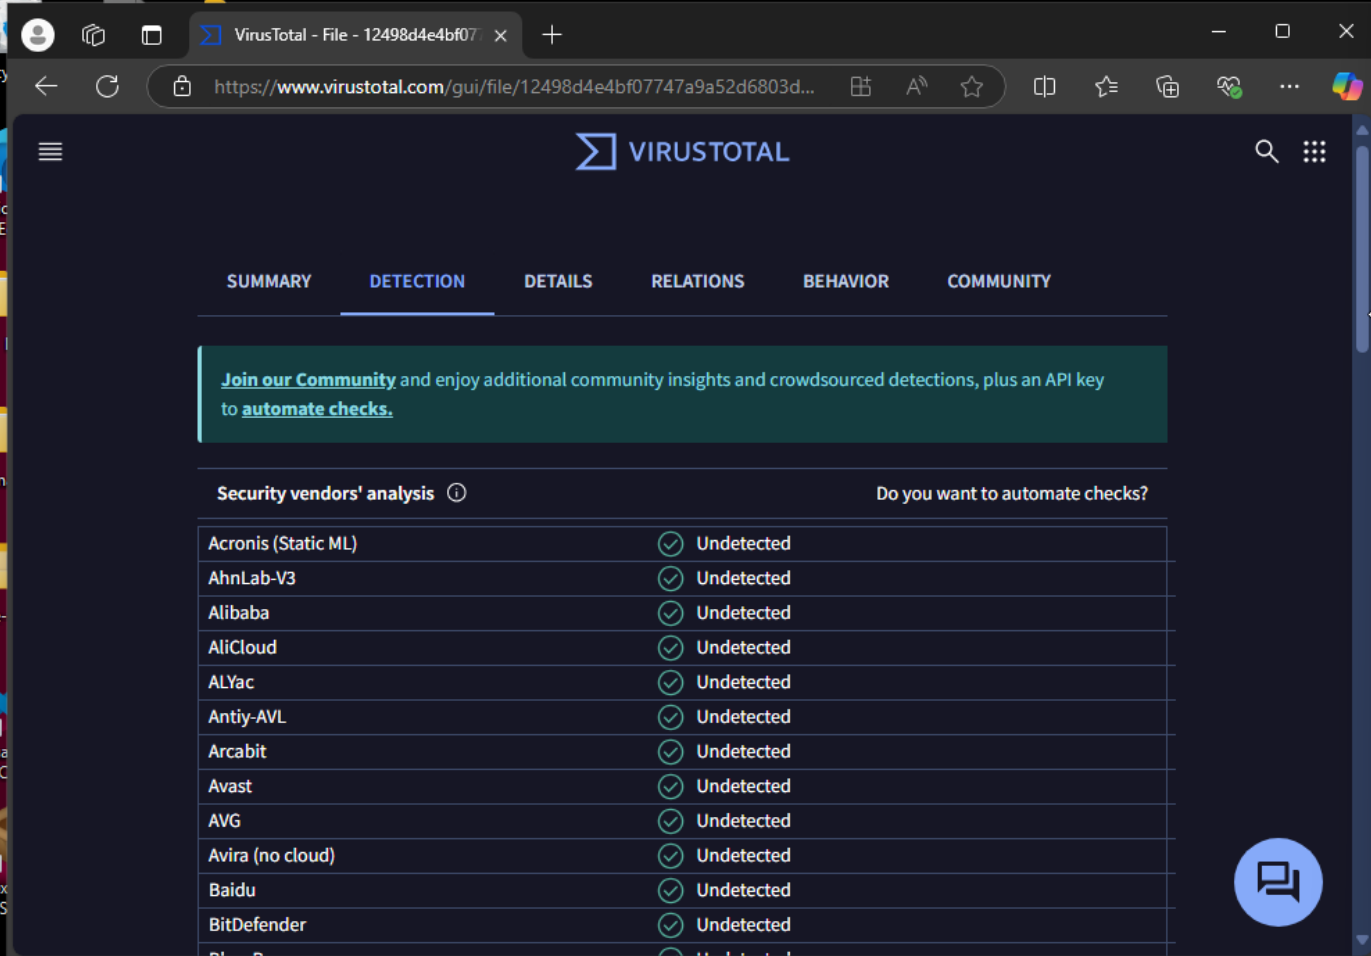 VirusTotal - File - 12498d4e4bf077
https://www.virustotal.com/gui/file/12498d4e4bf07747a9a52d6803d...
VIRUSTOTAL
SUMMARY DETECTION DETAILS RELATIONS BEHAVIOR COMMUNITY
Join our Community and enjoy additional community insights and crowdsourced detections, plus an API key
to automate checks.
Security vendors' analysis Do you want to automate checks?
Acronis (Static ML) Undetected
AhnLab-V3 Undetected
Alibaba Undetected
AliCloud Undetected
ALYac Undetected
Antiy-AVL Undetected
Arcabit Undetected
Avast Undetected
AVG Undetected
Avira (no cloud) Undetected
Baidu Undetected
BitDefender Undetected